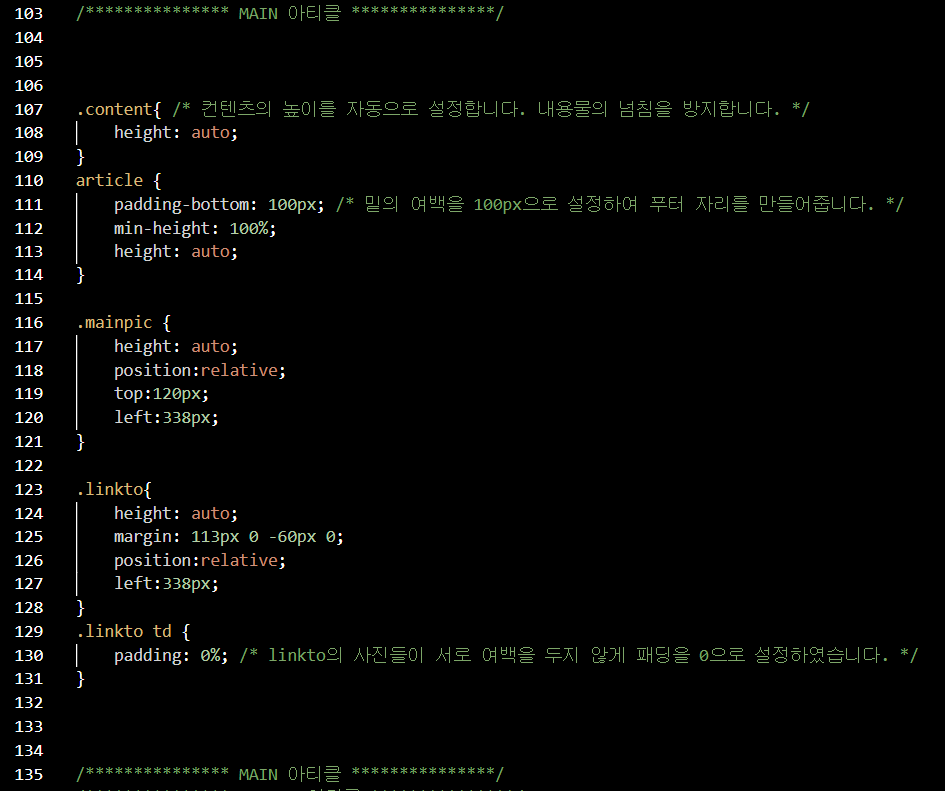 103 /*************** MAIN 아티클 ***************/
104
105
106
107 .content{ /* 컨텐츠의 높이를 자동으로 설정합니다. 내용물의 넘침을 방지합니다. */
108 height: auto;
109 }
110 article {
111 padding-bottom: 100px; /* 밑의 여백을 100px으로 설정하여 푸터 자리를 만들어줍니다. */
112 min-height: 100%;
113 height: auto;
114 }
115
116 .mainpic {
117 height: auto;
118 position:relative;
119 top:120px;
120 left:338px;
121 }
122
123 .linkto{
124 height: auto;
125 margin: 113px 0 -60px 0;
126 position:relative;
127 left:338px;
128 }
129 .linkto td {
130 padding: 0%; /* linkto의 사진들이 서로 여백을 두지 않게 패딩을 0으로 설정하였습니다. */
131 }
132
133
134
135 /*************** MAIN 아티클 ***************/